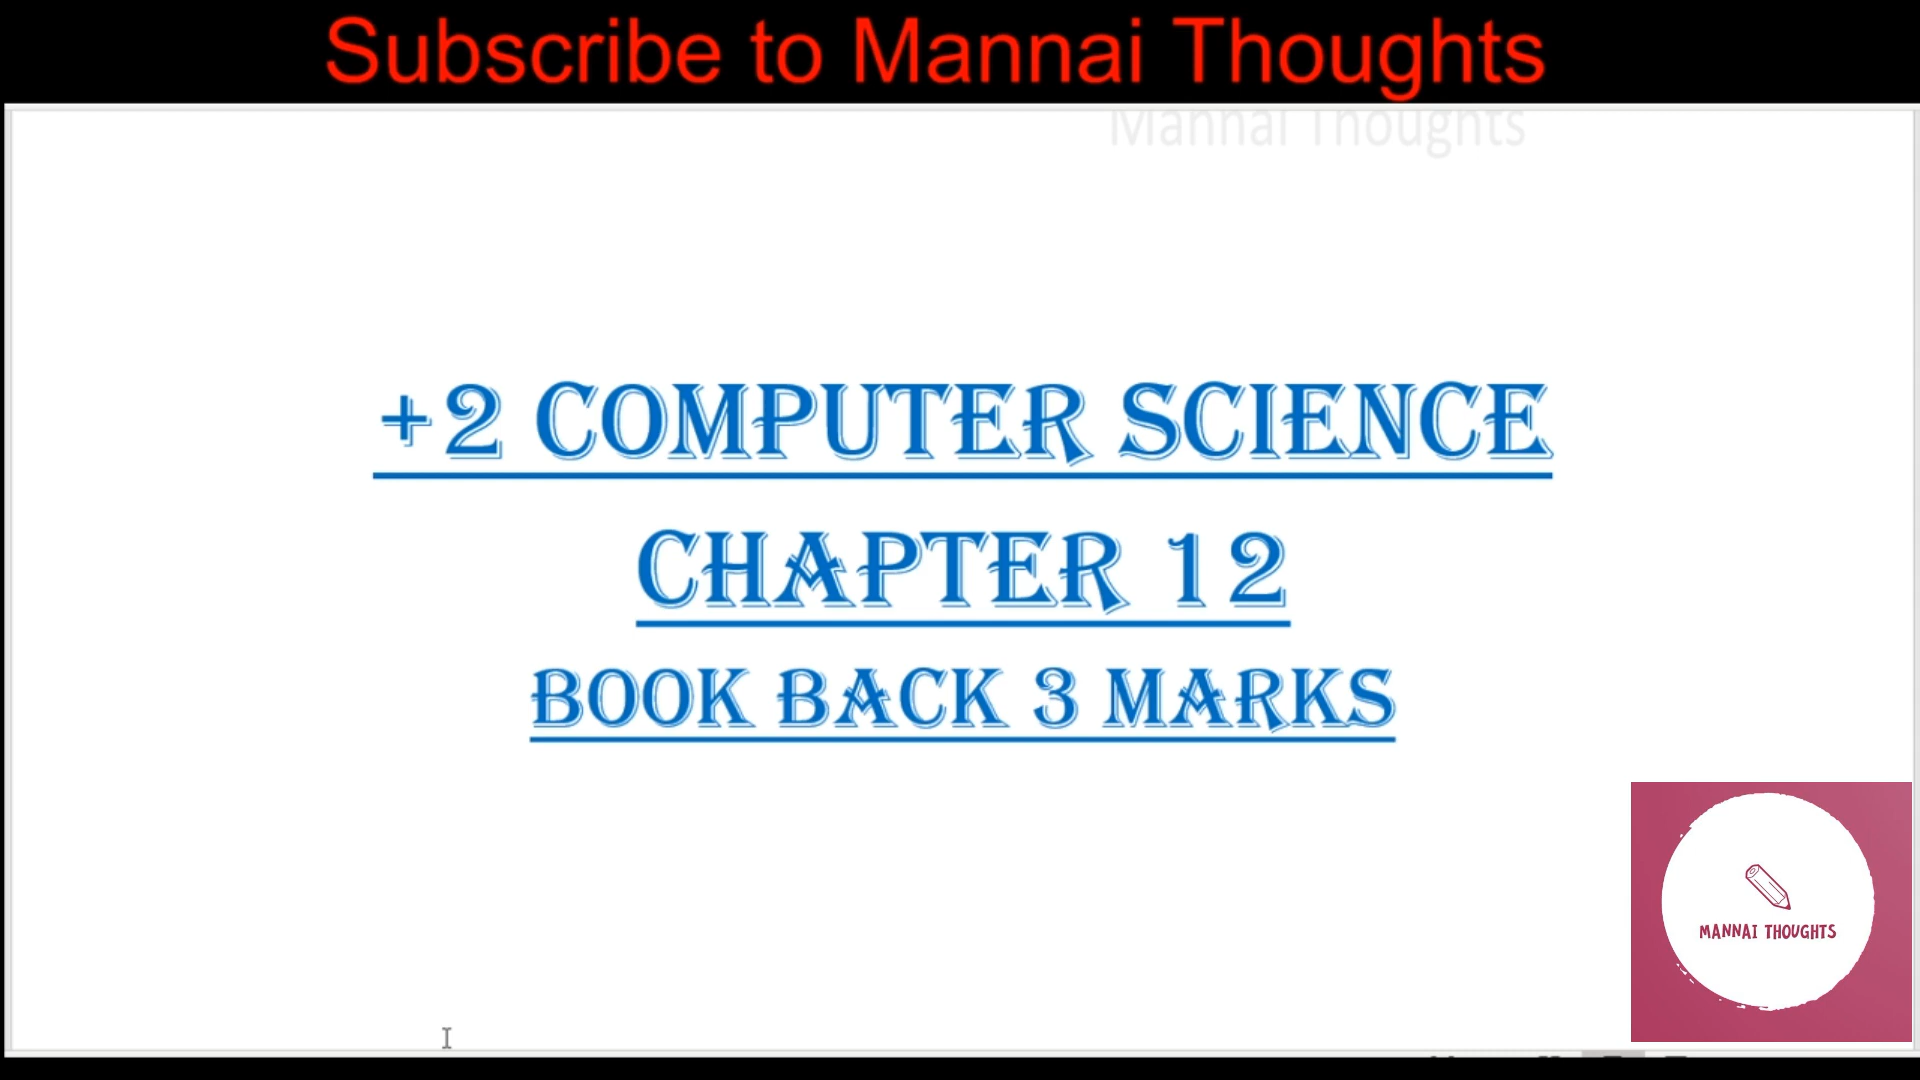 Subscribe to Mannai Thoughts
Mannai Thoughts
+2 COMPUTER SCIENCE
CHAPTER 12
BOOK BACK 3 MARKS
MANNAI THOUGHTS